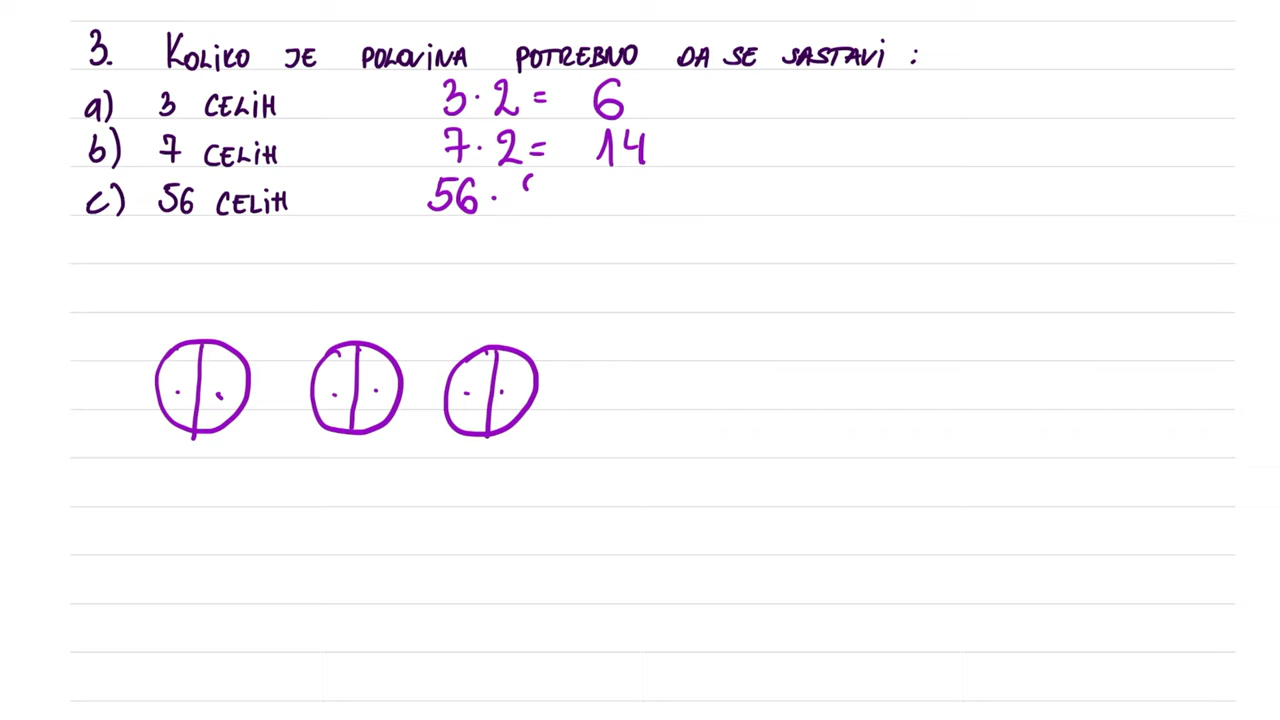 3. KOLIKO JE POLOVINA POTREBNO DA SE SASTAVI :
a) 3 CELIH 3 · 2 = 6
b) 7 CELIH 7 · 2 = 14
c) 56 CELIH 56 ·